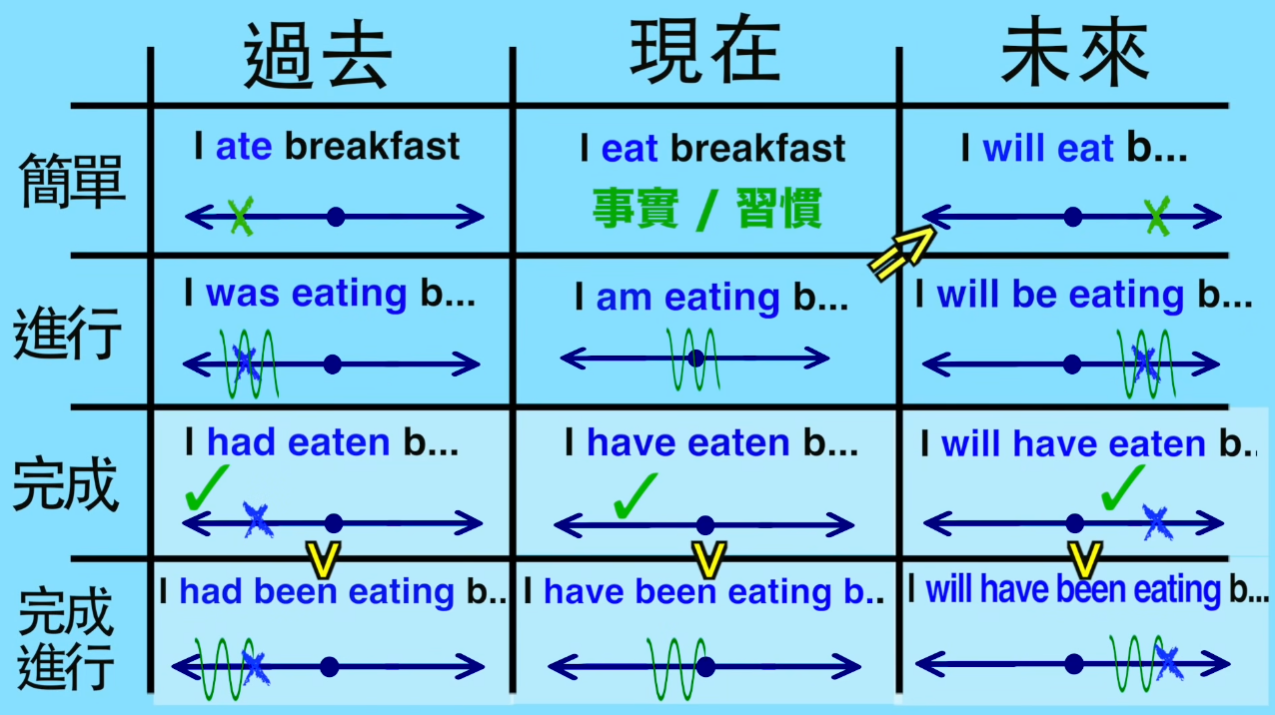 過去
現在
未來
簡單
I ate breakfast
I eat breakfast
事實 / 習慣
I will eat b...
進行
I was eating b...
I am eating b...
I will be eating b...
完成
I had eaten b...
I have eaten b...
I will have eaten b..
完成
進行
I had been eating b..
I have been eating b..
I will have been eating b...